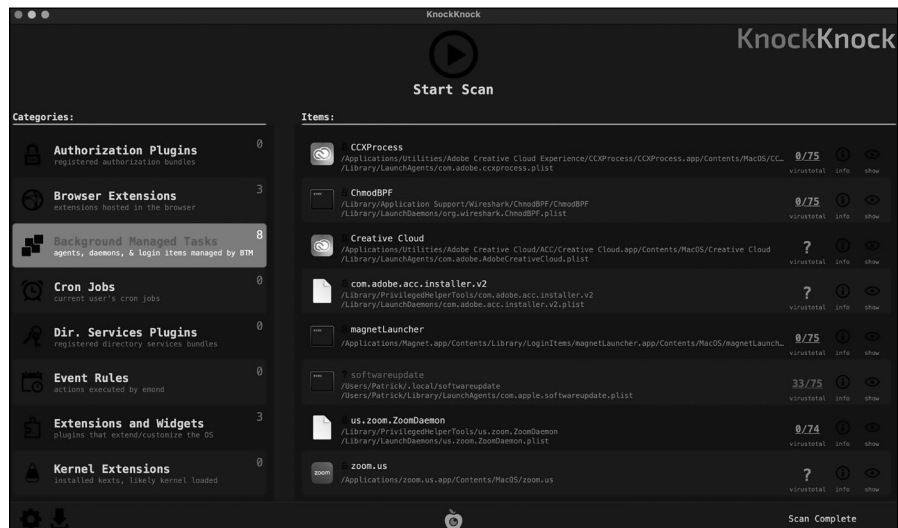 KnockKnock
KnockKnock
Start Scan
Categories:
Authorization Plugins
registered authorization bundles
0
Browser Extensions
extensions hosted in the browser
3
Background Managed Tasks
agents, daemons, & login items managed by BTM
8
Cron Jobs
current user's cron jobs
0
Dir. Services Plugins
registered directory services bundles
0
Event Rules
actions executed by emond
0
Extensions and Widgets
plugins that extend/customize the OS
3
Kernel Extensions
installed kexts, likely kernel loaded
0
Items:
CCXProcess
/Applications/Utilities/Adobe Creative Cloud Experience/CCXProcess/CCXProcess.app/Contents/MacOS/CC…
/Library/LaunchAgents/com.adobe.ccxprocess.plist
0/75
virustotal info show
ChmodBPF
/Library/Application Support/Wireshark/ChmodBPF/ChmodBPF
/Library/LaunchDaemons/org.wireshark.ChmodBPF.plist
0/75
virustotal info show
Creative Cloud
/Applications/Utilities/Adobe Creative Cloud/ACC/Creative Cloud.app/Contents/MacOS/Creative Cloud
/Library/LaunchAgents/com.adobe.AdobeCreativeCloud.plist
?
virustotal info show
com.adobe.acc.installer.v2
/Library/PrivilegedHelperTools/com.adobe.acc.installer.v2
/Library/LaunchDaemons/com.adobe.acc.installer.v2.plist
?
virustotal info show
magnetLauncher
/Applications/Magnet.app/Contents/Library/LoginItems/magnetLauncher.app/Contents/MacOS/magnetLaunch…
0/75
virustotal info show
? softwareupdate
/Users/Patrick/.local/softwareupdate
/Users/Patrick/Library/LaunchAgents/com.apple.softwareupdate.plist
33/75
virustotal info show
us.zoom.ZoomDaemon
/Library/PrivilegedHelperTools/us.zoom.ZoomDaemon
/Library/LaunchDaemons/us.zoom.ZoomDaemon.plist
0/74
virustotal info show
zoom
zoom.us
/Applications/zoom.us.app/Contents/MacOS/zoom.us
?
virustotal info show
Scan Complete